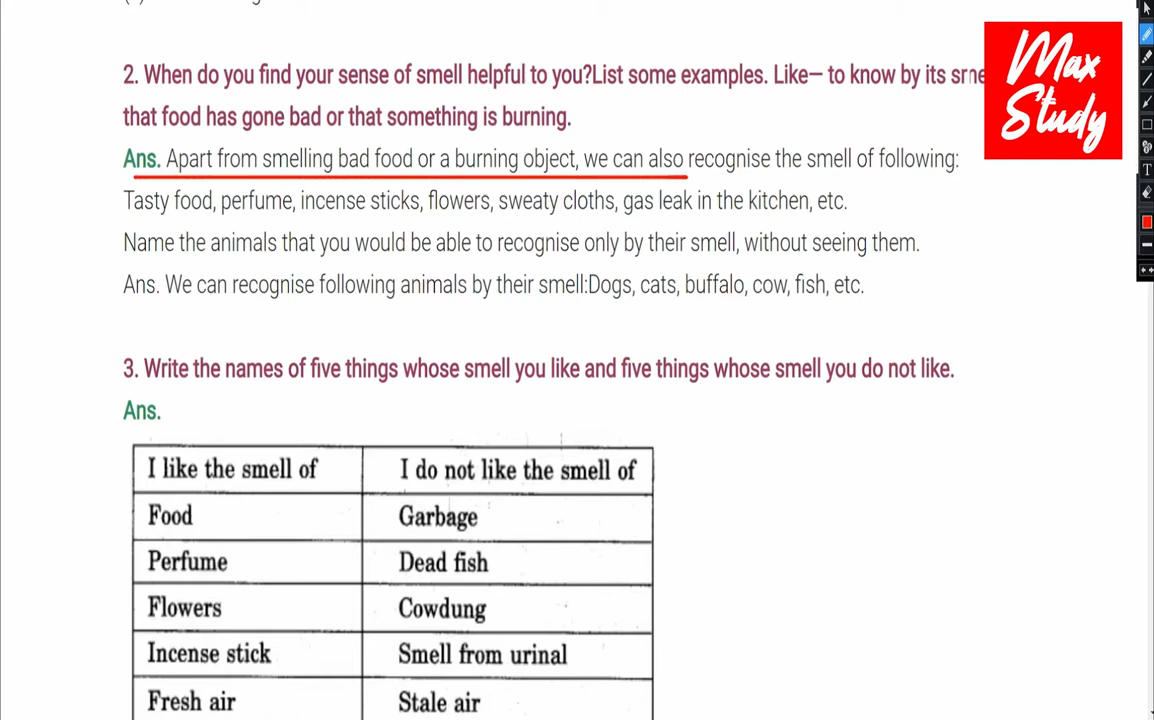 2. When do you find your sense of smell helpful to you?List some examples. Like– to know by its
that food has gone bad or that something is burning.
Ans. Apart from smelling bad food or a burning object, we can also recognise the smell of following:
Tasty food, perfume, incense sticks, flowers, sweaty cloths, gas leak in the kitchen, etc.
Name the animals that you would be able to recognise only by their smell, without seeing them.
Ans. We can recognise following animals by their smell:Dogs, cats, buffalo, cow, fish, etc.
3. Write the names of five things whose smell you like and five things whose smell you do not like.
Ans.
I like the smell of I do not like the smell of
Food Garbage
Perfume Dead fish
Flowers Cowdung
Incense stick Smell from urinal
Fresh air Stale air
Max
Study
T